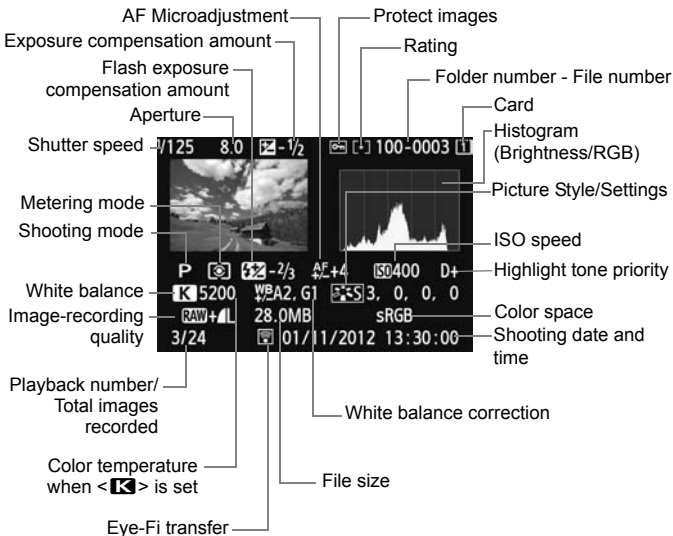 AF Microadjustment
Protect images
Exposure compensation amount
Rating
Flash exposure
compensation amount
Folder number - File number
Aperture
Card
Shutter speed
Histogram
(Brightness/RGB)
/125 8.0 -1/2 100-0003 1
Picture Style/Settings
Metering mode
Shooting mode
ISO speed
P -2/3 AF+4 ISO400 D+
Highlight tone priority
White balance
K 5200 WB A2, G1 S 3, 0, 0, 0
Image-recording
quality
RAW+L 28.0MB sRGB
Color space
3/24 01/11/2012 13:30:00
Shooting date and
time
Playback number/
Total images
recorded
White balance correction
Color temperature
when <K> is set
File size
Eye-Fi transfer